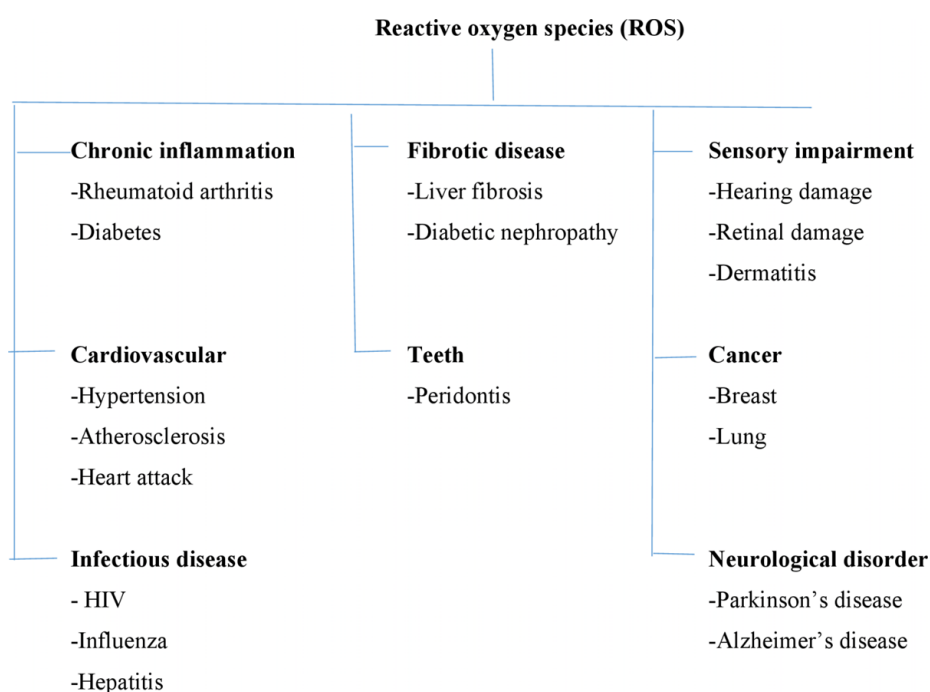 Reactive oxygen species (ROS)
Chronic inflammation
-Rheumatoid arthritis
-Diabetes
Cardiovascular
-Hypertension
-Atherosclerosis
-Heart attack
Infectious disease
- HIV
-Influenza
-Hepatitis
Fibrotic disease
-Liver fibrosis
-Diabetic nephropathy
Teeth
-Peridontis
Sensory impairment
-Hearing damage
-Retinal damage
-Dermatitis
Cancer
-Breast
-Lung
Neurological disorder
-Parkinson’s disease
-Alzheimer’s disease